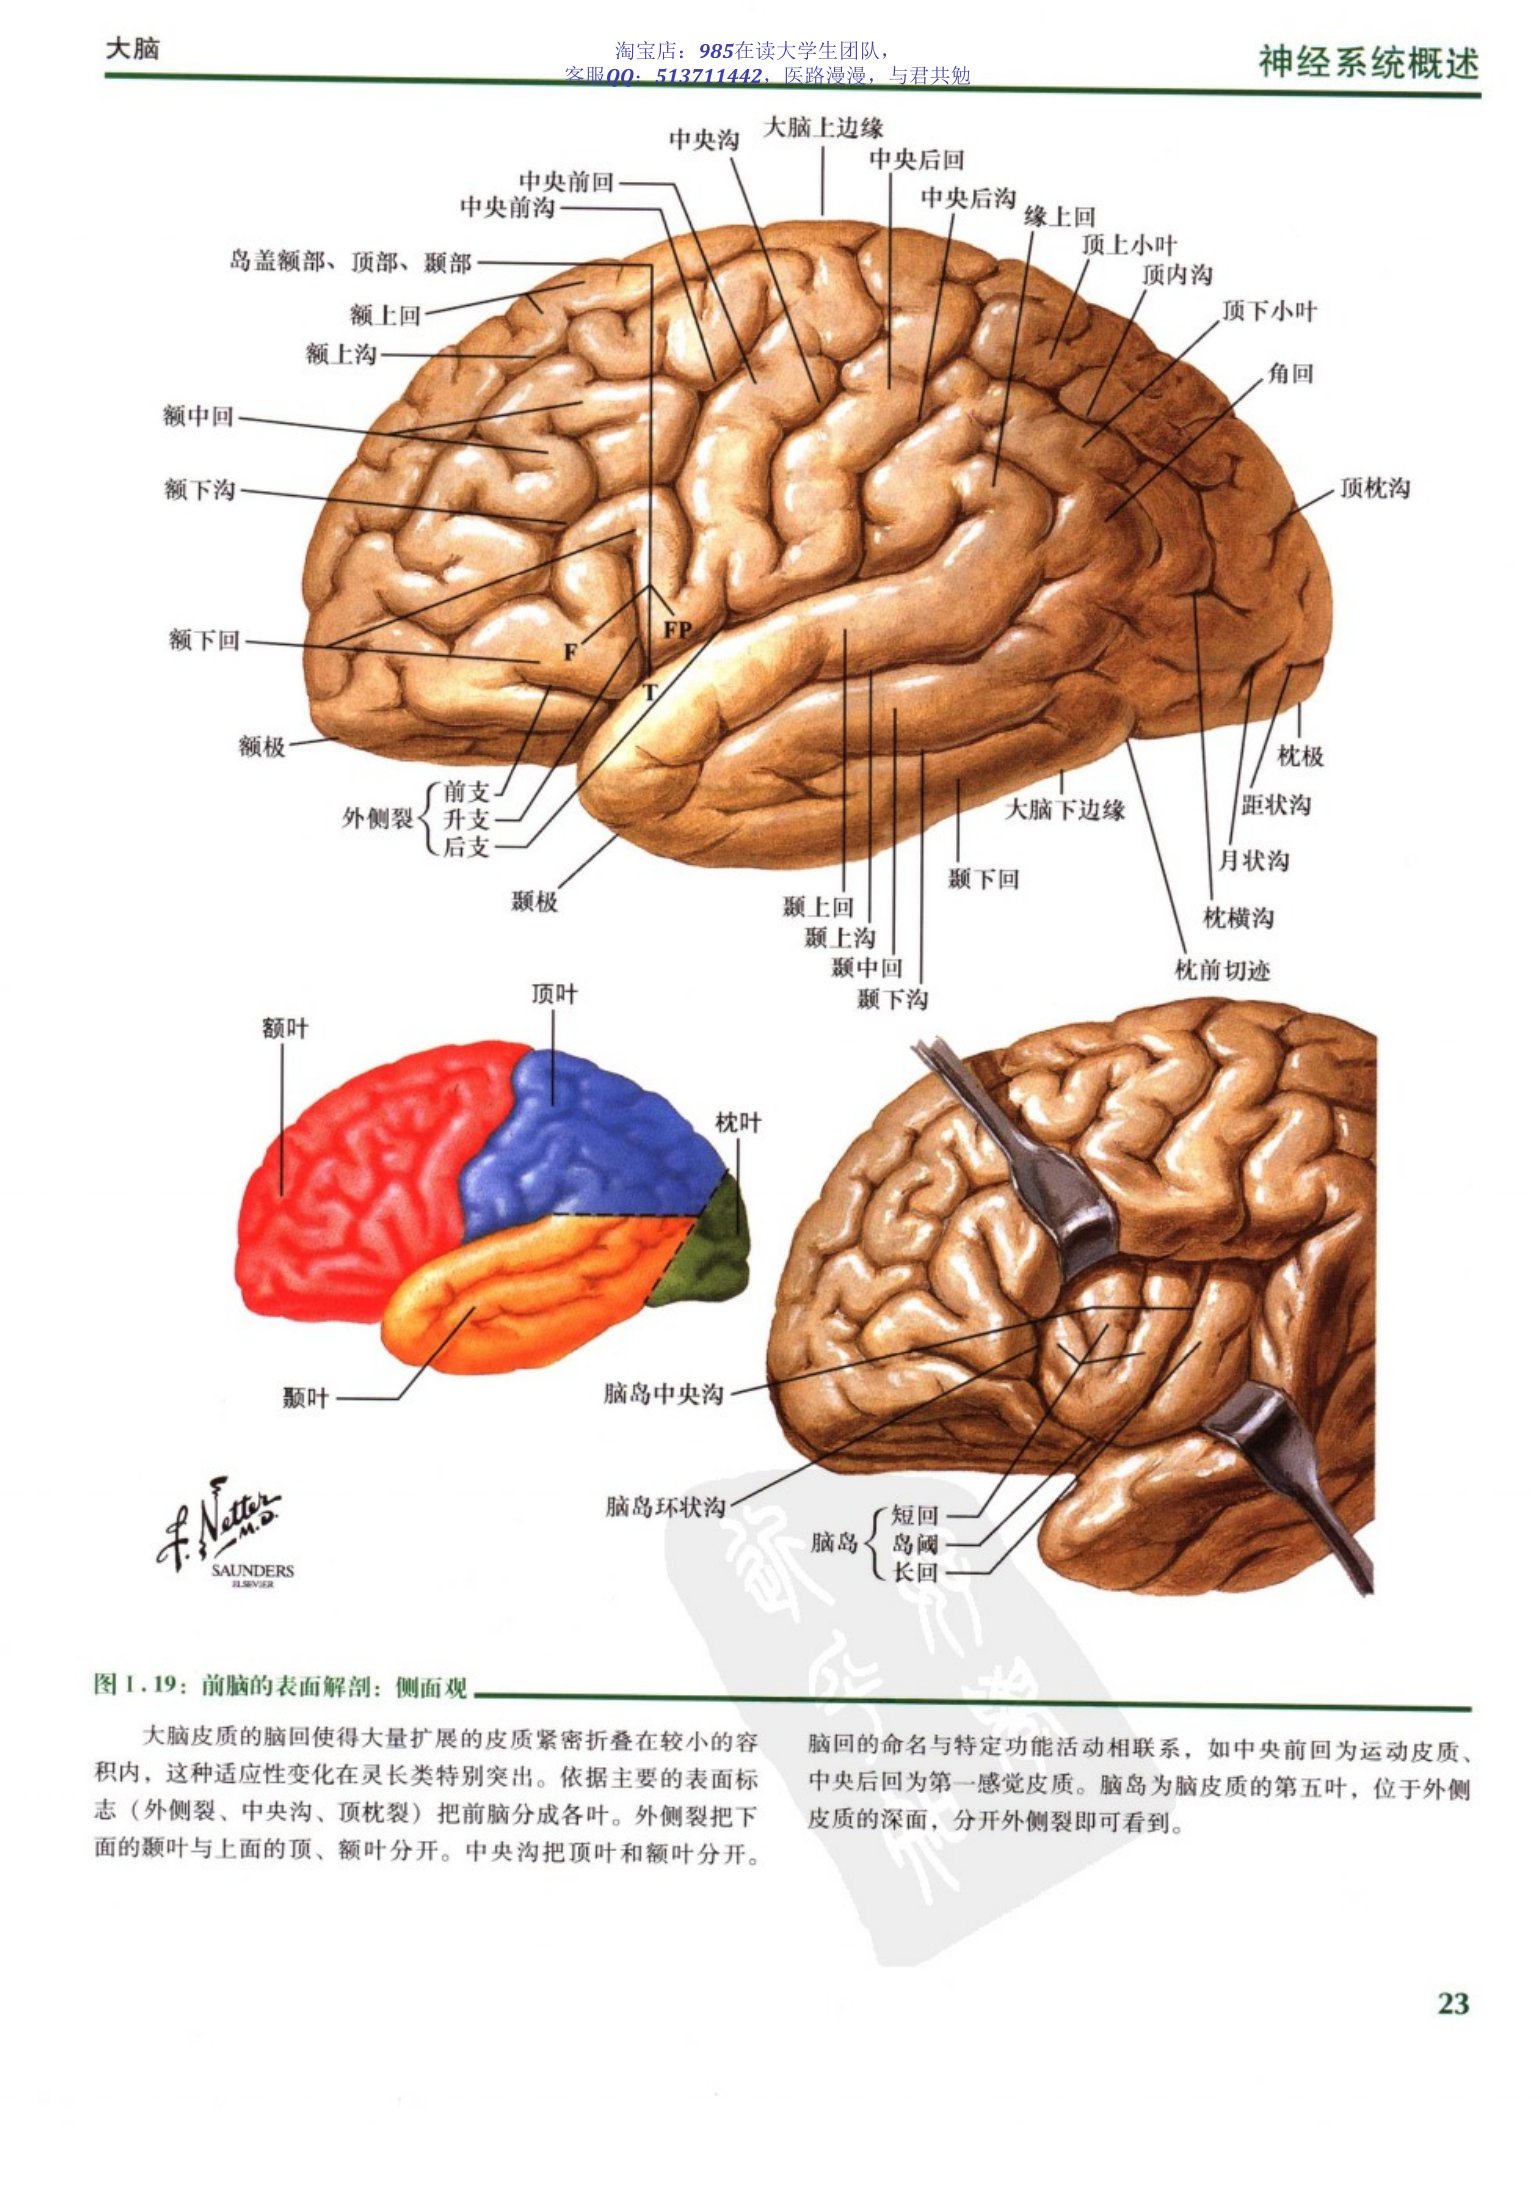 大脑
淘宝店：985在读大学生团队，
客服QQ：513711442，医路漫漫，与君共勉
神经系统概述
大脑上边缘
中央沟
中央后回
中央前回
中央前沟
中央后沟
缘上回
顶上小叶
岛盖额部、顶部、颞部
顶内沟
额上回
顶下小叶
额上沟
角回
额中回
额下沟
顶枕沟
额下回
F
FP
T
额极
枕极
外侧裂
前支
升支
后支
大脑下边缘
距状沟
月状沟
颞下回
颞极
颞上回
枕横沟
颞上沟
颞中回
枕前切迹
颞下沟
顶叶
额叶
枕叶
颞叶
脑岛中央沟
脑岛环状沟
脑岛
短回
岛阈
长回
F. Netter
M.D.
SAUNDERS
ELSEVIER
图 I . 19：前脑的表面解剖：侧面观
大脑皮质的脑回使得大量扩展的皮质紧密折叠在较小的容
积内，这种适应性变化在灵长类特别突出。依据主要的表面标
志（外侧裂、中央沟、顶枕裂）把前脑分成各叶。外侧裂把下
面的颞叶与上面的顶、额叶分开。中央沟把顶叶和额叶分开。
脑回的命名与特定功能活动相联系，如中央前回为运动皮质、
中央后回为第一感觉皮质。脑岛为脑皮质的第五叶，位于外侧
皮质的深面，分开外侧裂即可看到。
23